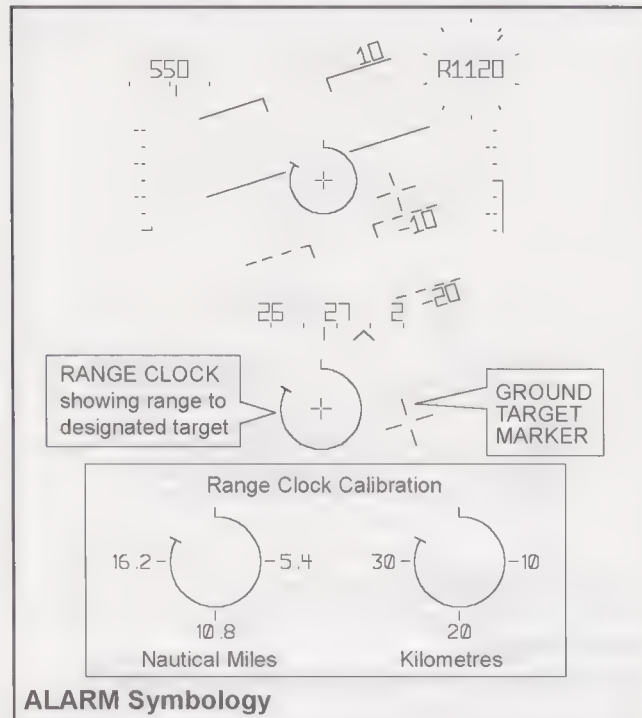 10
550
R1120
-10
-20
26 27 2
RANGE CLOCK
showing range to
designated target
GROUND
TARGET
MARKER
Range Clock Calibration
16.2 5.4
10.8
Nautical Miles
30 10
20
Kilometres
ALARM Symbology